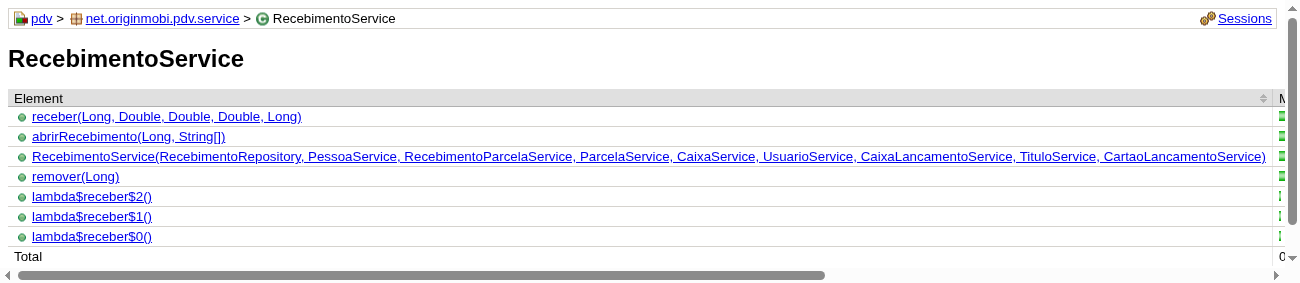 pdv > net.originmobi.pdv.service > RecebimentoService Sessions
RecebimentoService
Element
receber(Long, Double, Double, Double, Long)
abrirRecebimento(Long, String[])
RecebimentoService(RecebimentoRepository, PessoaService, RecebimentoParcelaService, ParcelaService, CaixaService, UsuarioService, CaixaLancamentoService, TituloService, CartaoLancamentoService)
remover(Long)
lambda$receber$2()
lambda$receber$1()
lambda$receber$0()
Total